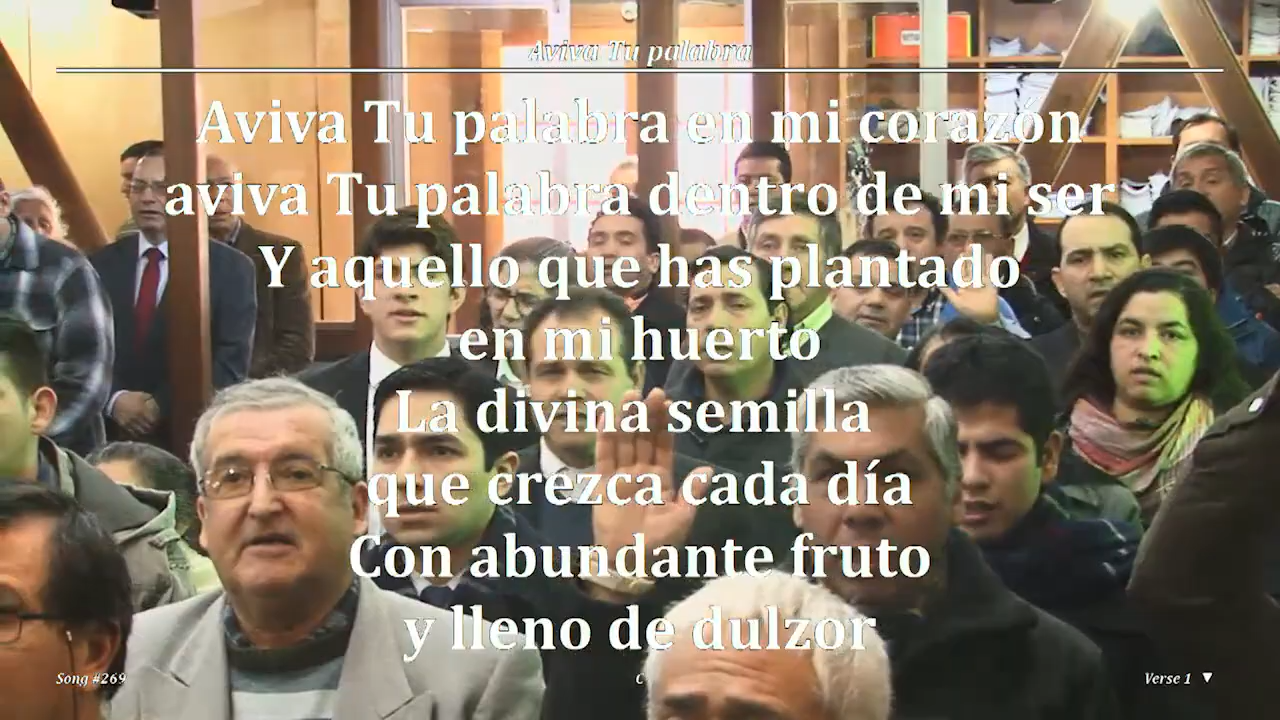 Aviva Tu palabra
Aviva Tu palabra en mi corazón
aviva Tu palabra dentro de mi ser
Y aquello que has plantado
en mi huerto
La divina semilla
que crezca cada día
Con abundante fruto
y lleno de dulzor
Song #269
Verse 1 ▼